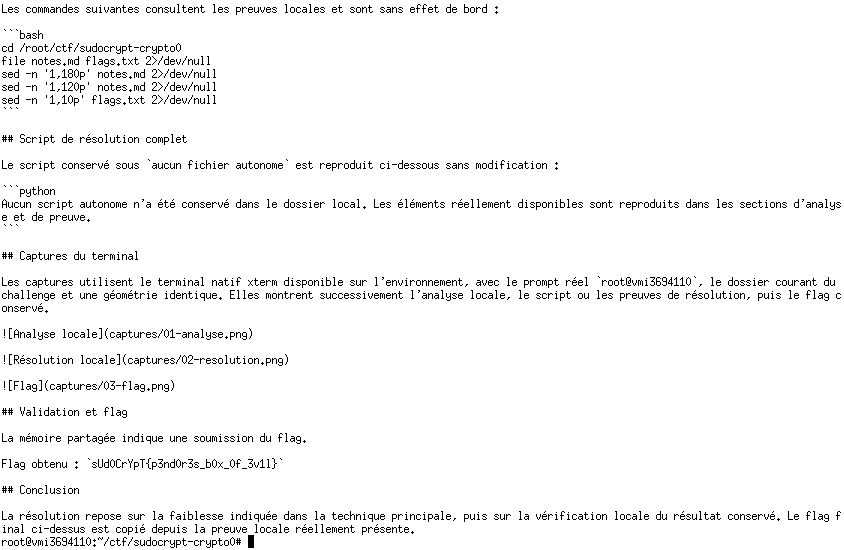 Les commandes suivantes consultent les preuves locales et sont sans effet de bord :
```bash
cd /root/ctf/sudocrypt-crypto0
file notes.md flags.txt 2>/dev/null
sed -n '1,180p' notes.md 2>/dev/null
sed -n '1,120p' notes.md 2>/dev/null
sed -n '1,10p' flags.txt 2>/dev/null
```
## Script de résolution complet
Le script conservé sous `aucun fichier autonome` est reproduit ci-dessous sans modification :
```python
Aucun script autonome n'a été conservé dans le dossier local. Les éléments réellement disponibles sont reproduits dans les sections d'analys
e et de preuve.
```
## Captures du terminal
Les captures utilisent le terminal natif xterm disponible sur l'environnement, avec le prompt réel `root@vmi3694110`, le dossier courant du
challenge et une géométrie identique. Elles montrent successivement l'analyse locale, le script ou les preuves de résolution, puis le flag c
onservé.
![Analyse locale](captures/01-analyse.png)
![Résolution locale](captures/02-resolution.png)
![Flag](captures/03-flag.png)
## Validation et flag
La mémoire partagée indique une soumission du flag.
Flag obtenu : `sUd0CrYpT{p3nd0r3s_b0x_0f_3v1l}`
## Conclusion
La résolution repose sur la faiblesse indiquée dans la technique principale, puis sur la vérification locale du résultat conservé. Le flag f
inal ci-dessus est copié depuis la preuve locale réellement présente.
root@vmi3694110:~/ctf/sudocrypt-crypto0#